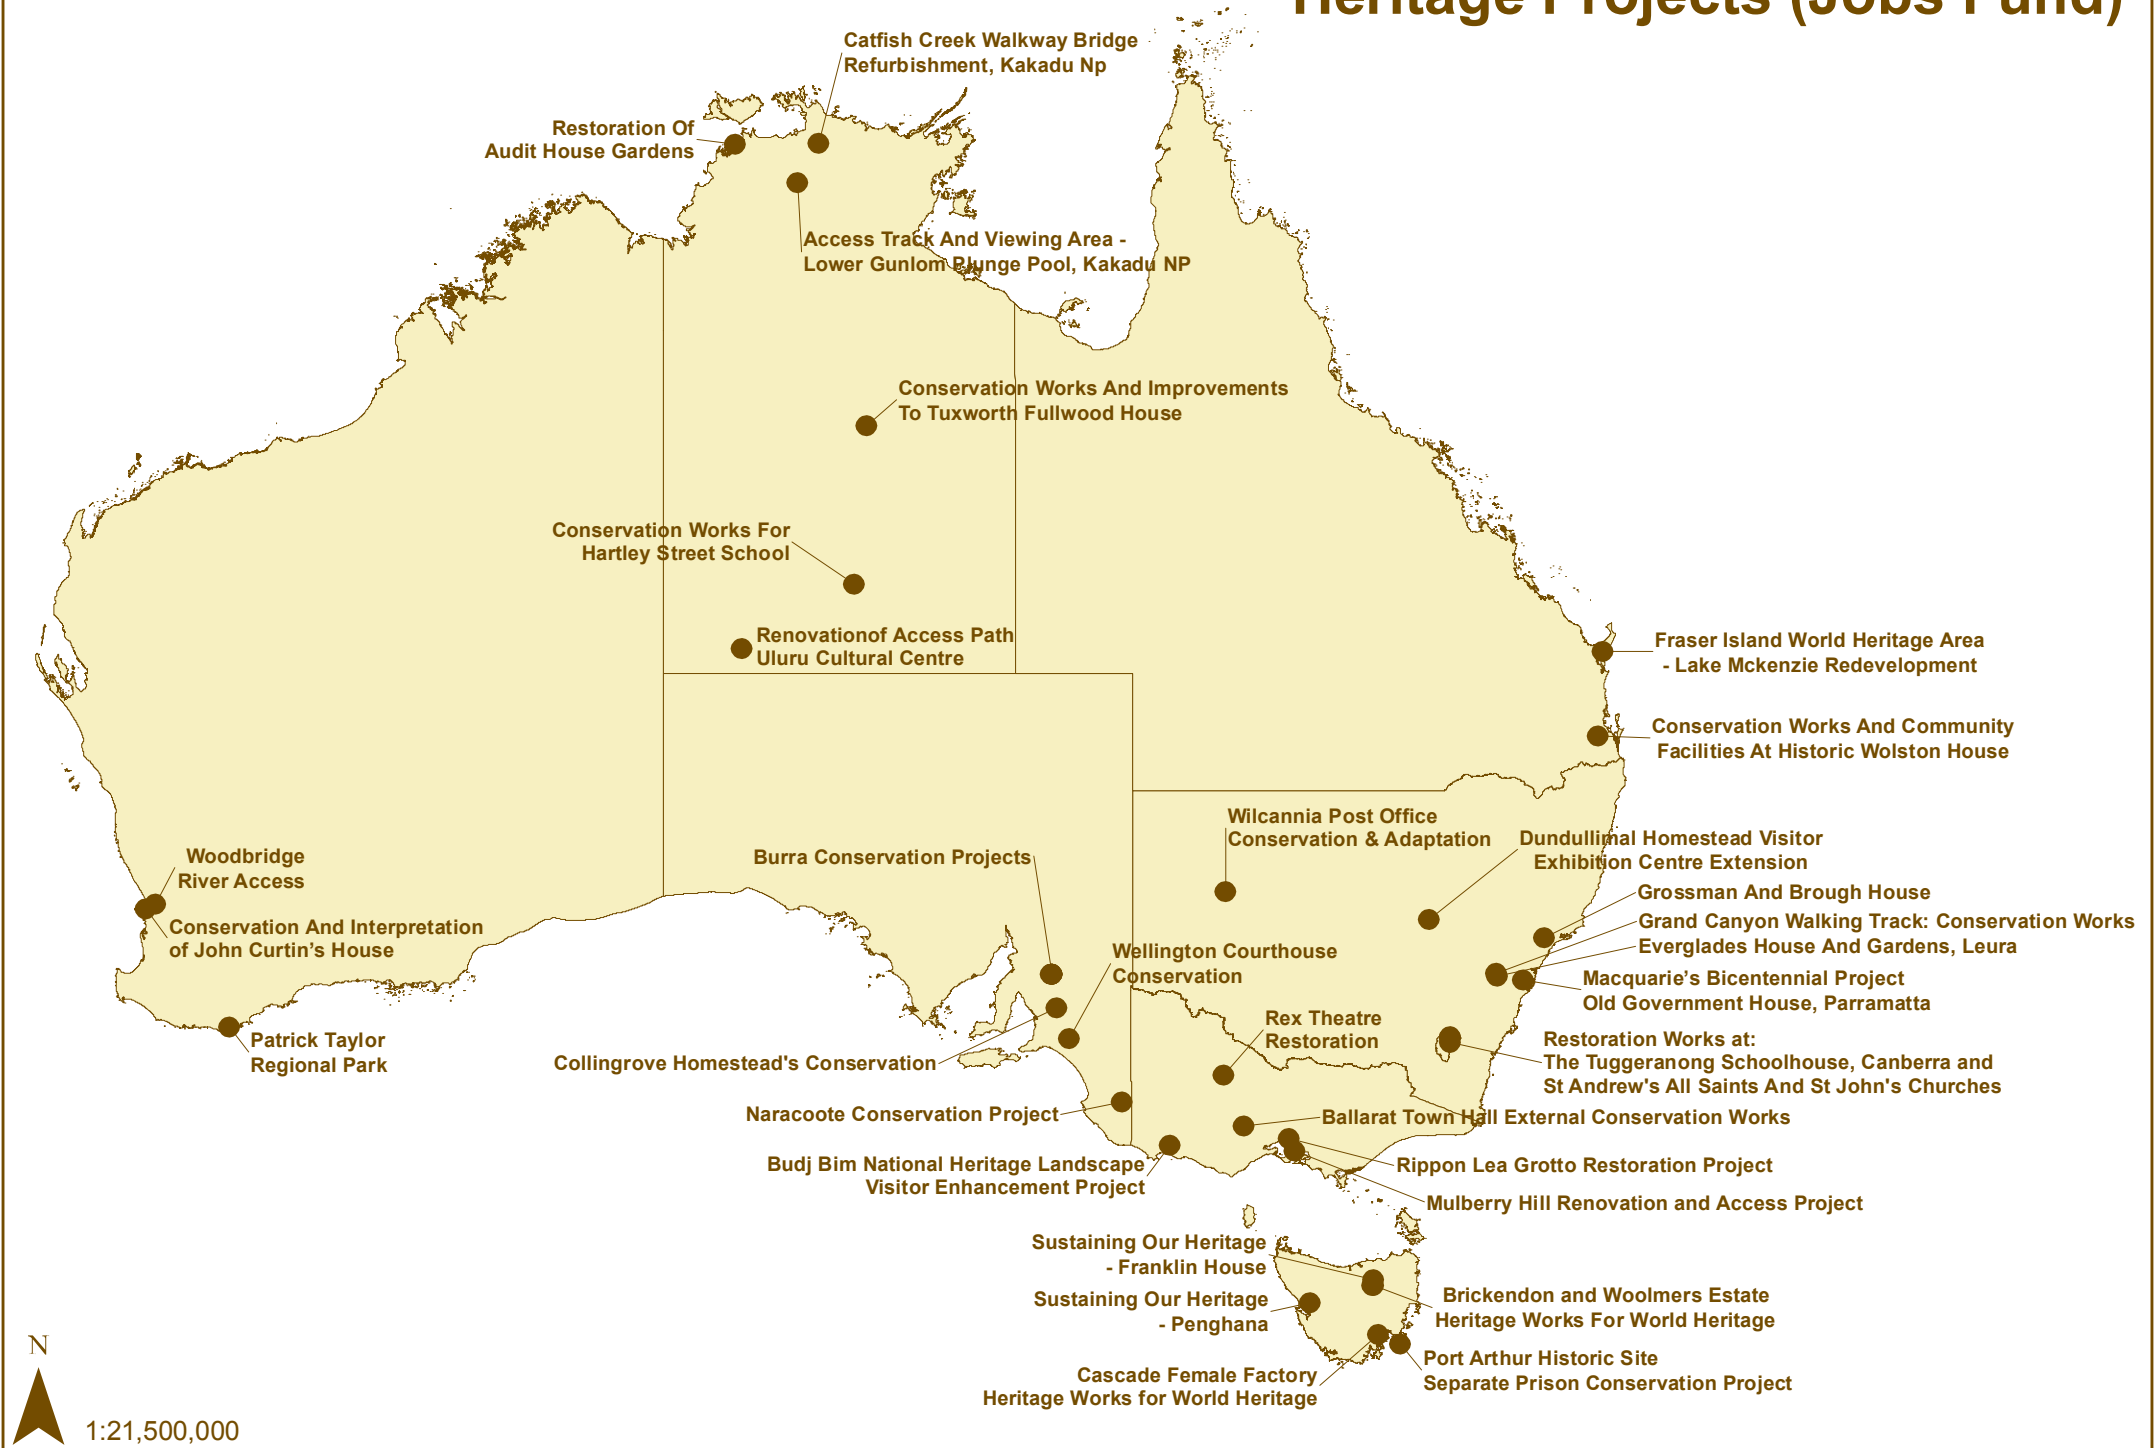 Heritage Projects (Jobs Fund)
Catfish Creek Walkway Bridge
Refurbishment, Kakadu Np
Restoration Of
Audit House Gardens
Access Track And Viewing Area -
Lower Gunlom Plunge Pool, Kakadu NP
Conservation Works And Improvements
To Tuxworth Fullwood House
Conservation Works For
Hartley Street School
Renovationof Access Path
Uluru Cultural Centre
Fraser Island World Heritage Area
- Lake Mckenzie Redevelopment
Conservation Works And Community
Facilities At Historic Wolston House
Wilcannia Post Office
Conservation & Adaptation
Dundullimal Homestead Visitor
Exhibition Centre Extension
Burra Conservation Projects
Woodbridge
River Access
Conservation And Interpretation
of John Curtin's House
Grossman And Brough House
Grand Canyon Walking Track: Conservation Works
Everglades House And Gardens, Leura
Wellington Courthouse
Conservation
Macquarie's Bicentennial Project
Old Government House, Parramatta
Rex Theatre
Restoration
Patrick Taylor
Regional Park
Restoration Works at:
The Tuggeranong Schoolhouse, Canberra and
St Andrew's All Saints And St John's Churches
Collingrove Homestead's Conservation
Naracoote Conservation Project
Ballarat Town Hall External Conservation Works
Budj Bim National Heritage Landscape
Visitor Enhancement Project
Rippon Lea Grotto Restoration Project
Mulberry Hill Renovation and Access Project
Sustaining Our Heritage
- Franklin House
Sustaining Our Heritage
- Penghana
Brickendon and Woolmers Estate
Heritage Works For World Heritage
Cascade Female Factory
Heritage Works for World Heritage
Port Arthur Historic Site
Separate Prison Conservation Project
N
1:21,500,000